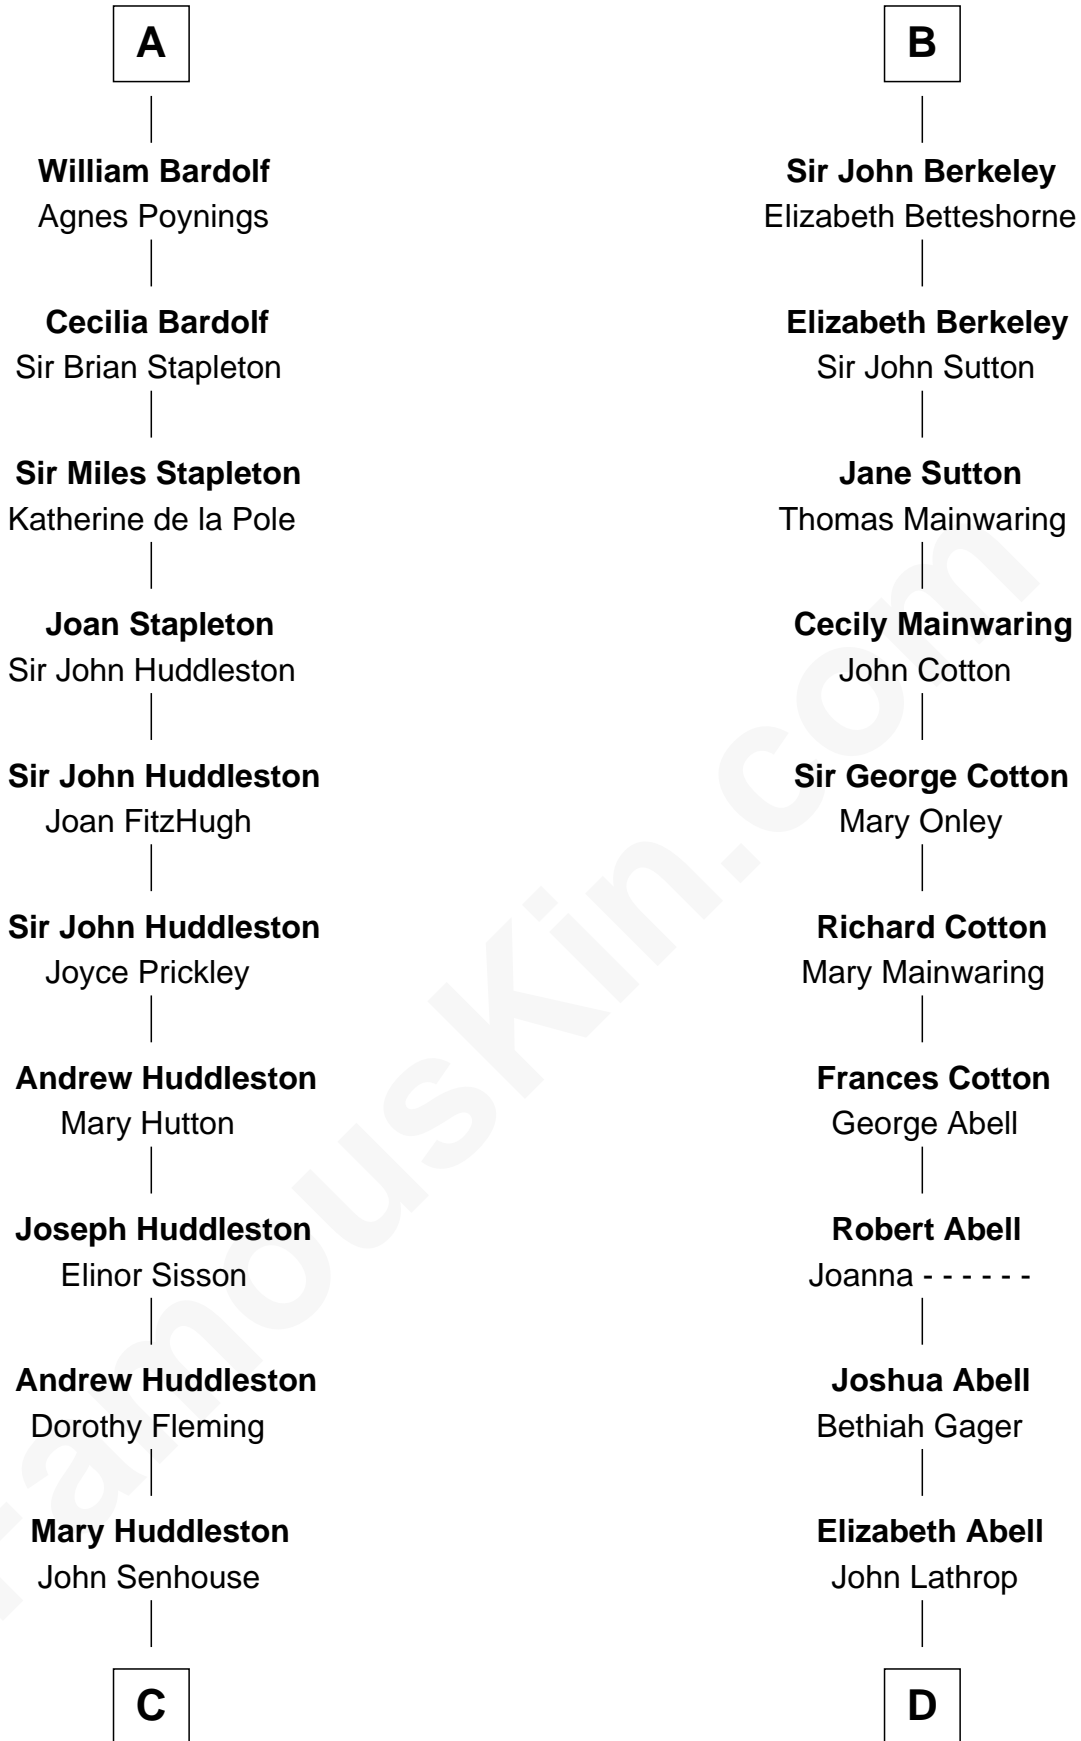 A
William Bardolf
Agnes Poynings
Cecilia Bardolf
Sir Brian Stapleton
Sir Miles Stapleton
Katherine de la Pole
Joan Stapleton
Sir John Huddleston
Sir John Huddleston
Joan FitzHugh
Sir John Huddleston
Joyce Prickley
Andrew Huddleston
Mary Hutton
Joseph Huddleston
Elinor Sisson
Andrew Huddleston
Dorothy Fleming
Mary Huddleston
John Senhouse
C
B
Sir John Berkeley
Elizabeth Betteshorne
Elizabeth Berkeley
Sir John Sutton
Jane Sutton
Thomas Mainwaring
Cecily Mainwaring
John Cotton
Sir George Cotton
Mary Onley
Richard Cotton
Mary Mainwaring
Frances Cotton
George Abell
Robert Abell
Joanna - - - - - -
Joshua Abell
Bethiah Gager
Elizabeth Abell
John Lathrop
D
FamousKin.com